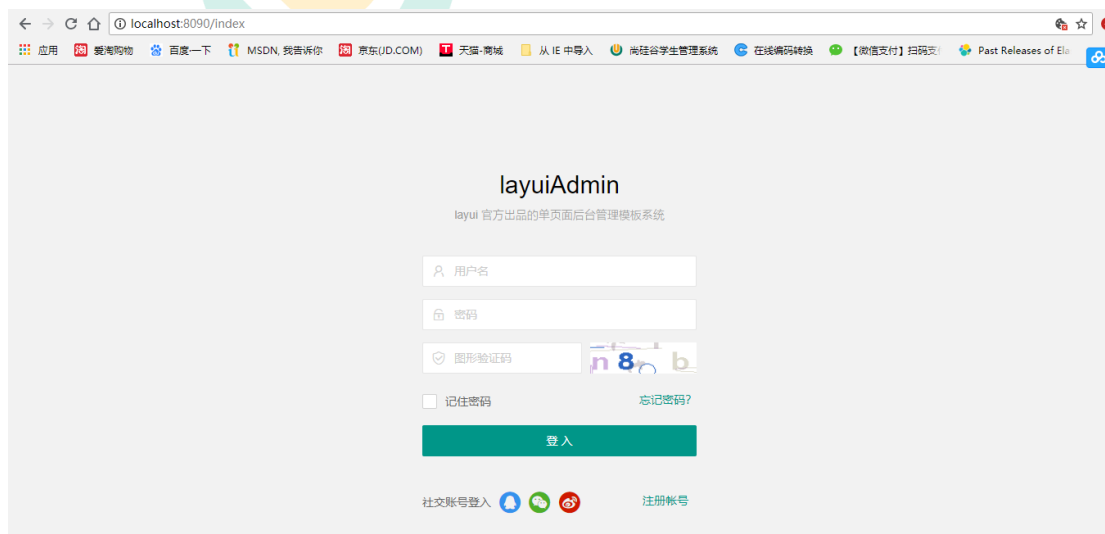 localhost:8090/index
应用 淘 爱淘购物 百度一下 MSDN, 我告诉你 淘 京东(JD.COM) T 天猫-商城 从 IE 中导入 尚硅谷学生管理系统 C 在线编码转换 【微信支付】扫码支 Past Releases of Ela
layuiAdmin
layui 官方出品的单页面后台管理模板系统
用户名
密码
图形验证码 n 8 b
记住密码 忘记密码?
登 入
社交账号登入 注册帐号